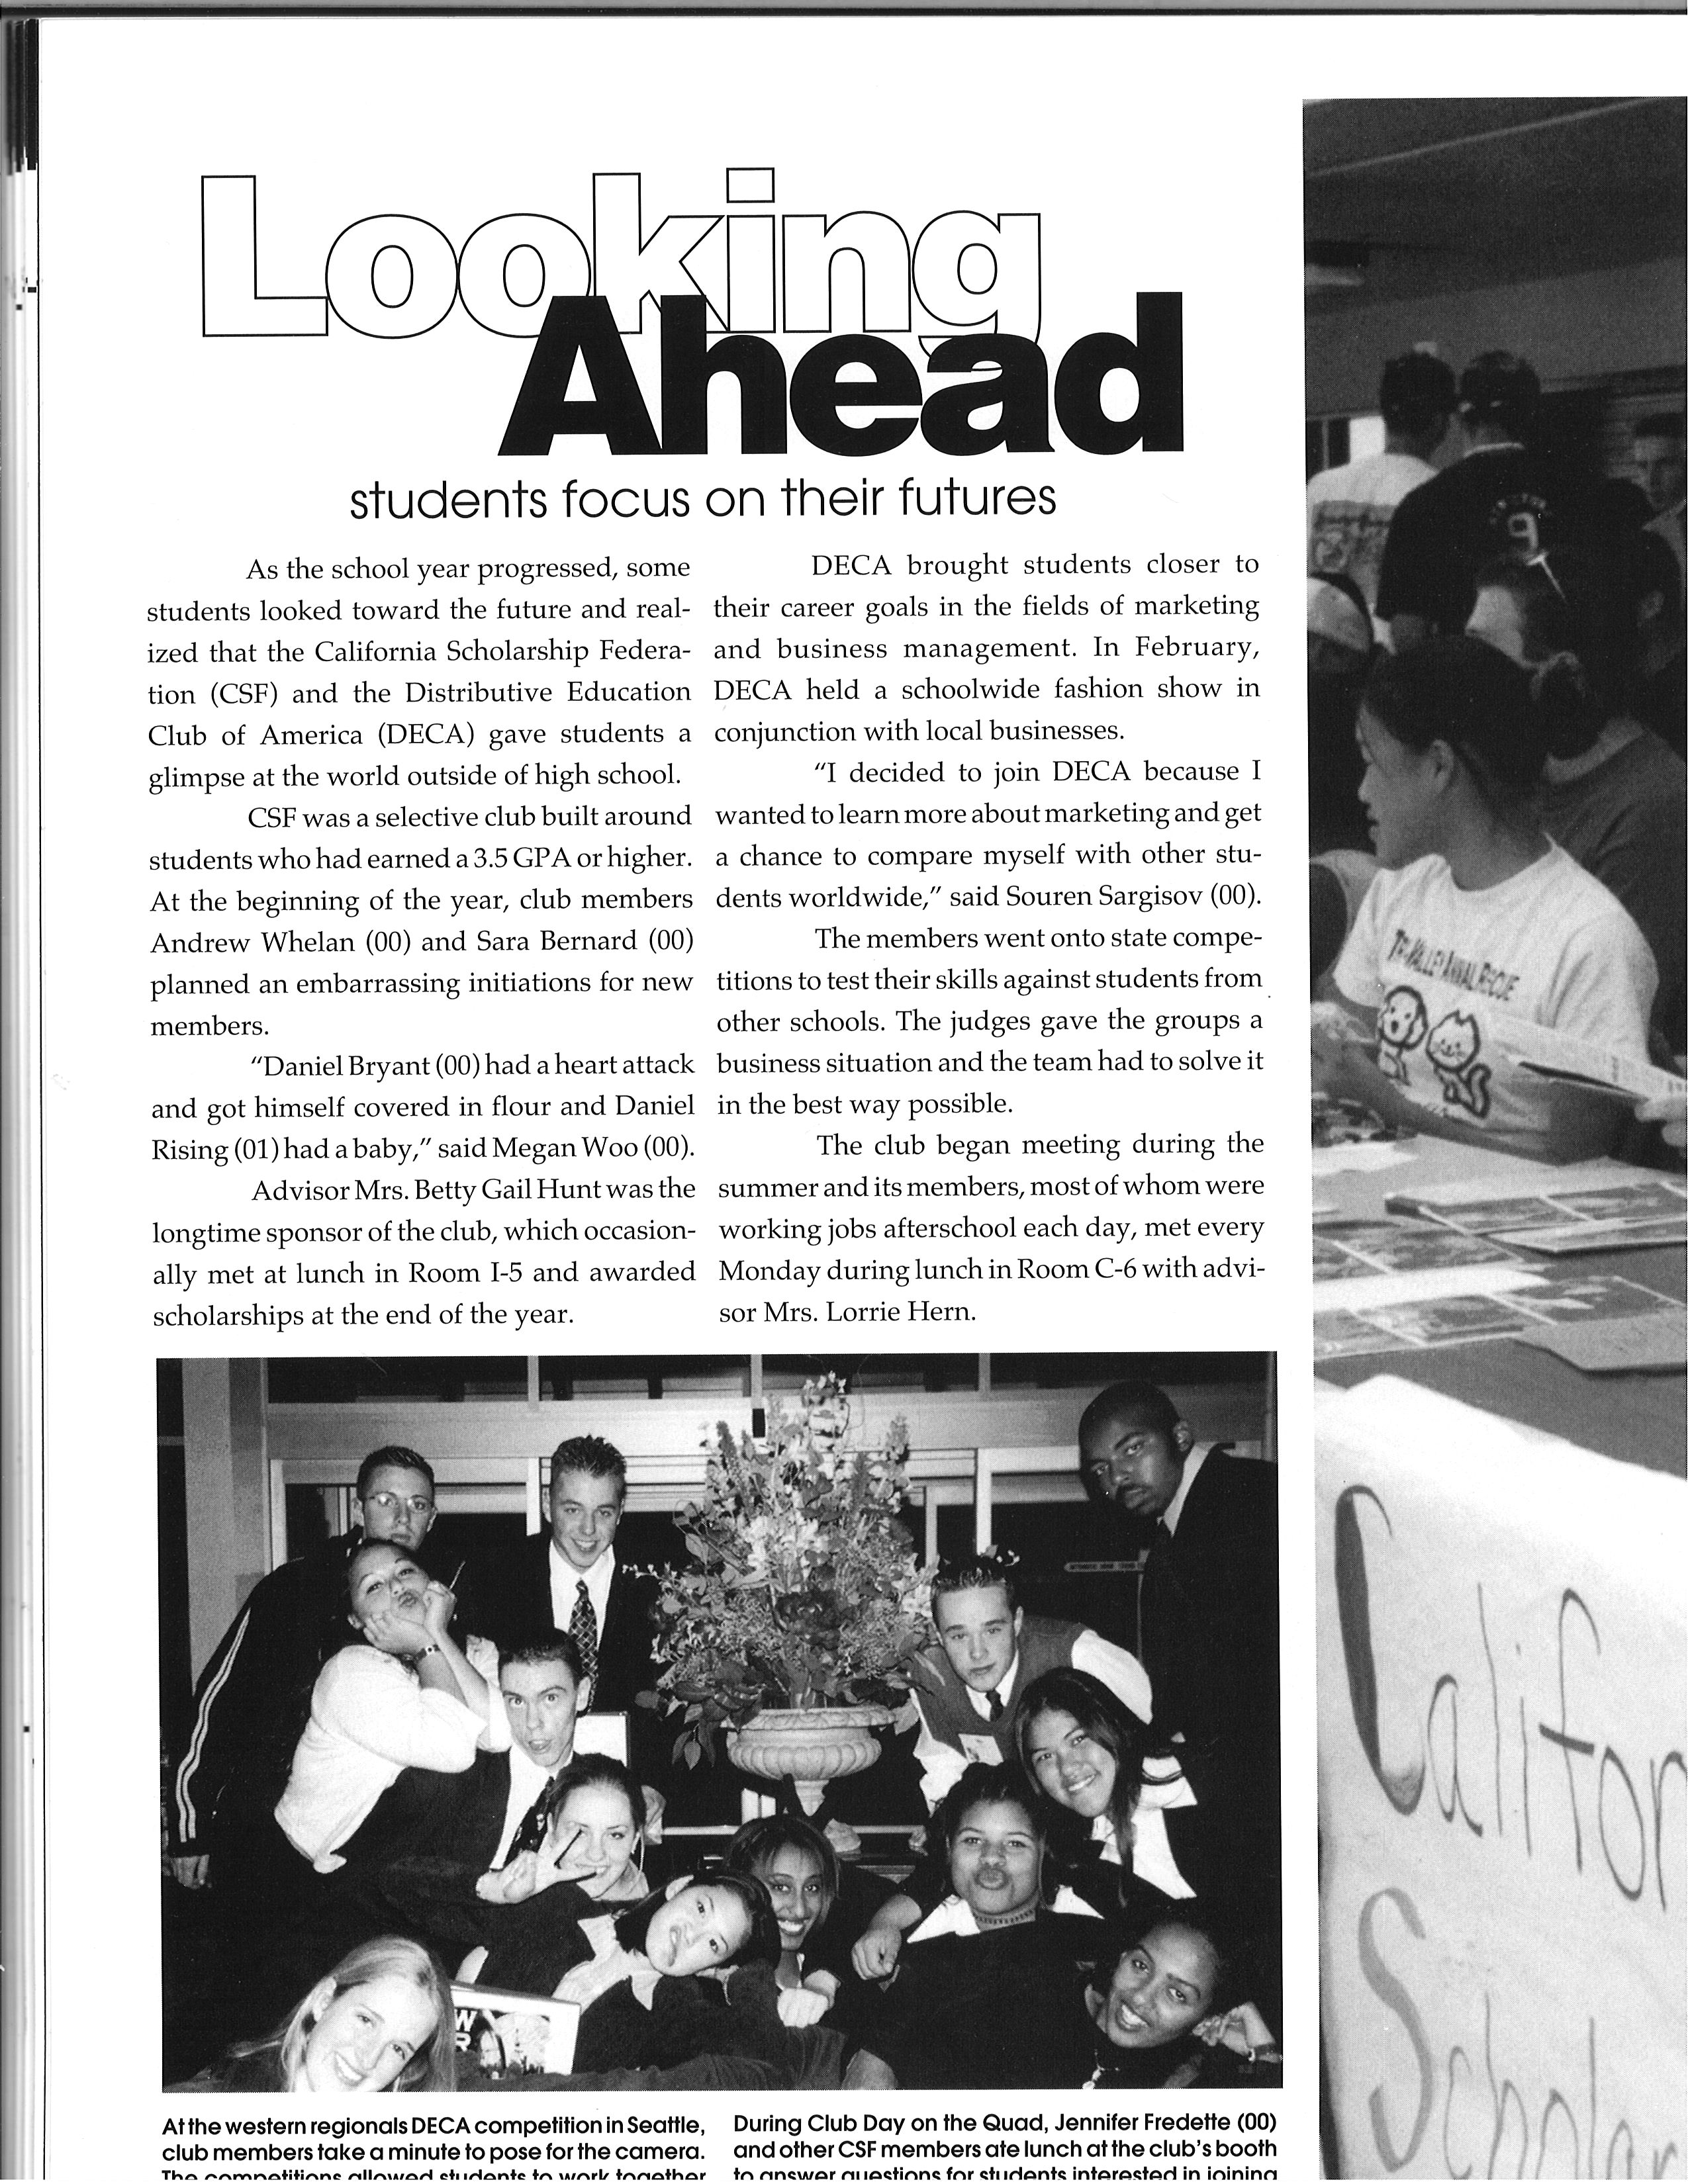 Looking
Ahead
students focus on their futures
As the school year progressed, some
students looked toward the future and real-
ized that the California Scholarship Federa-
tion (CSF) and the Distributive Education
Club of America (DECA) gave students a
glimpse at the world outside of high school.
CSF was a selective club built around
students who had earned a 3.5 GPA or higher.
At the beginning of the year, club members
Andrew Whelan (00) and Sara Bernard (00)
planned an embarrassing initiations for new
members.
"Daniel Bryant (00) had a heart attack
and got himself covered in flour and Daniel
Rising (01) had a baby," said Megan Woo (00).
Advisor Mrs. Betty Gail Hunt was the
longtime sponsor of the club, which occasion-
ally met at lunch in Room I-5 and awarded
scholarships at the end of the year.
DECA brought students closer to
their career goals in the fields of marketing
and business management. In February,
DECA held a schoolwide fashion show in
conjunction with local businesses.
"I decided to join DECA because I
wanted to learn more about marketing and get
a chance to compare myself with other stu-
dents worldwide," said Souren Sargisov (00).
The members went onto state compe-
titions to test their skills against students from
other schools. The judges gave the groups a
business situation and the team had to solve it
in the best way possible.
The club began meeting during the
summer and its members, most of whom were
working jobs afterschool each day, met every
Monday during lunch in Room C-6 with advi-
sor Mrs. Lorrie Hern.
At the western regionals DECA competition in Seattle,
club members take a minute to pose for the camera.
The competitions allowed students to work together
During Club Day on the Quad, Jennifer Fredette (00)
and other CSF members ate lunch at the club's booth
to answer questions for students interested in joining
9
Tri-Valley Animal Rescue
Califor
Scholar